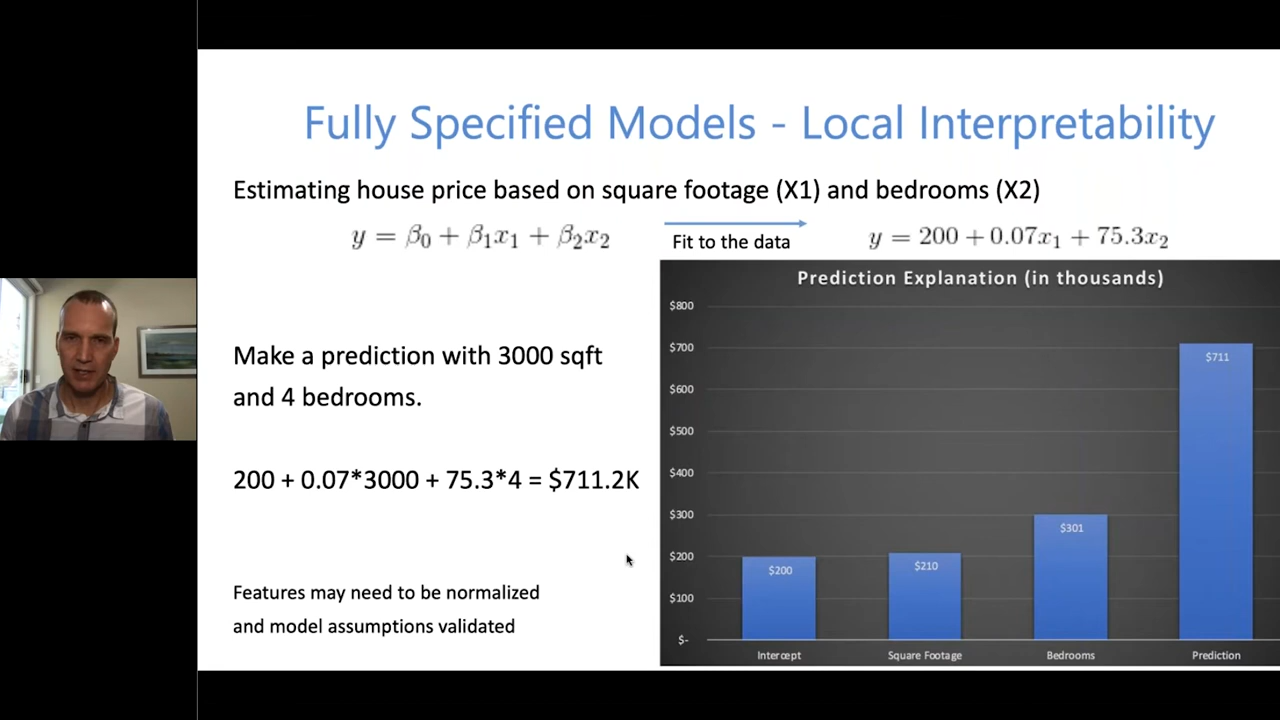 Fully Specified Models - Local Interpretability
Estimating house price based on square footage (X1) and bedrooms (X2)
y = β₀ + β₁x₁ + β₂x₂
Fit to the data
y = 200 + 0.07x₁ + 75.3x₂
Make a prediction with 3000 sqft
and 4 bedrooms.
200 + 0.07*3000 + 75.3*4 = $711.2K
Features may need to be normalized
and model assumptions validated
Prediction Explanation (in thousands)
$800
$700
$600
$500
$400
$300
$200
$100
$-
$200
$210
$301
$711
Intercept
Square Footage
Bedrooms
Prediction